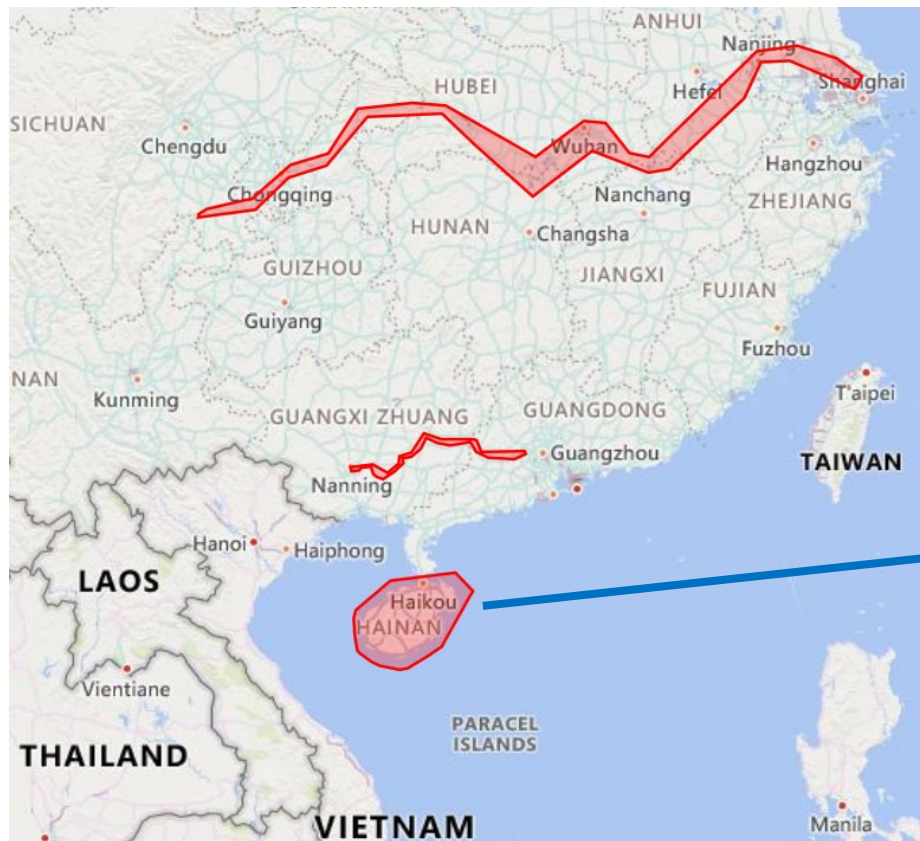 ANHUI
Nanjing
HUBEI
Hefei
Shanghai
SICHUAN
Chengdu
Wuhan
Hangzhou
Chongqing
Nanchang
ZHEJIANG
HUNAN
Changsha
GUIZHOU
JIANGXI
FUJIAN
Guiyang
Fuzhou
NAN
Kunming
T'aipei
GUANGXI ZHUANG
GUANGDONG
Guangzhou
TAIWAN
Nanning
Hanoi
Haiphong
LAOS
Haikou
HAINAN
Vientiane
PARACEL
ISLANDS
THAILAND
VIETNAM
Manila